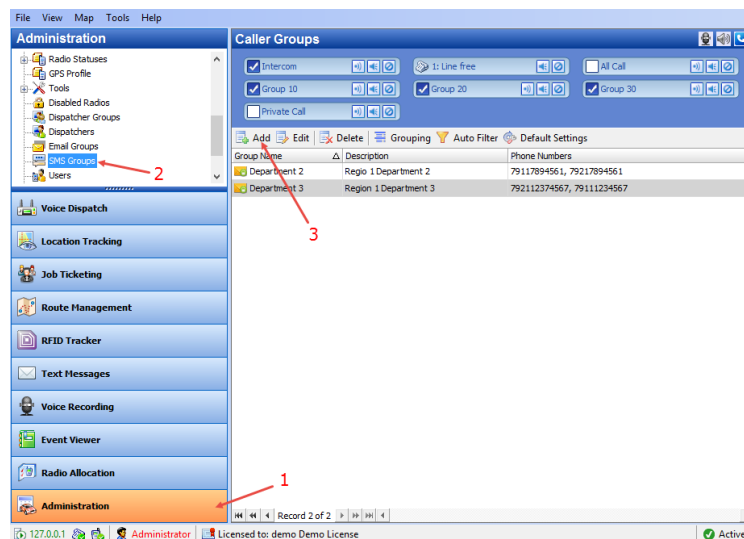 File View Map Tools Help
Administration
Caller Groups
Radio Statuses
GPS Profile
Tools
Disabled Radios
Dispatcher Groups
Dispatchers
Email Groups
SMS Groups
Users
2
Intercom
1: Line free
All Call
Group 10
Group 20
Group 30
Private Call
Add Edit Delete Grouping Auto Filter Default Settings
Group Name Description Phone Numbers
Department 2 Regio 1 Department 2 79117894561, 79217894561
Department 3 Region 1 Department 3 792112374567, 79111234567
3
Voice Dispatch
Location Tracking
Job Ticketing
Route Management
RFID Tracker
Text Messages
Voice Recording
Event Viewer
Radio Allocation
Administration
1
Record 2 of 2
127.0.0.1 Administrator Licensed to: demo Demo License Active